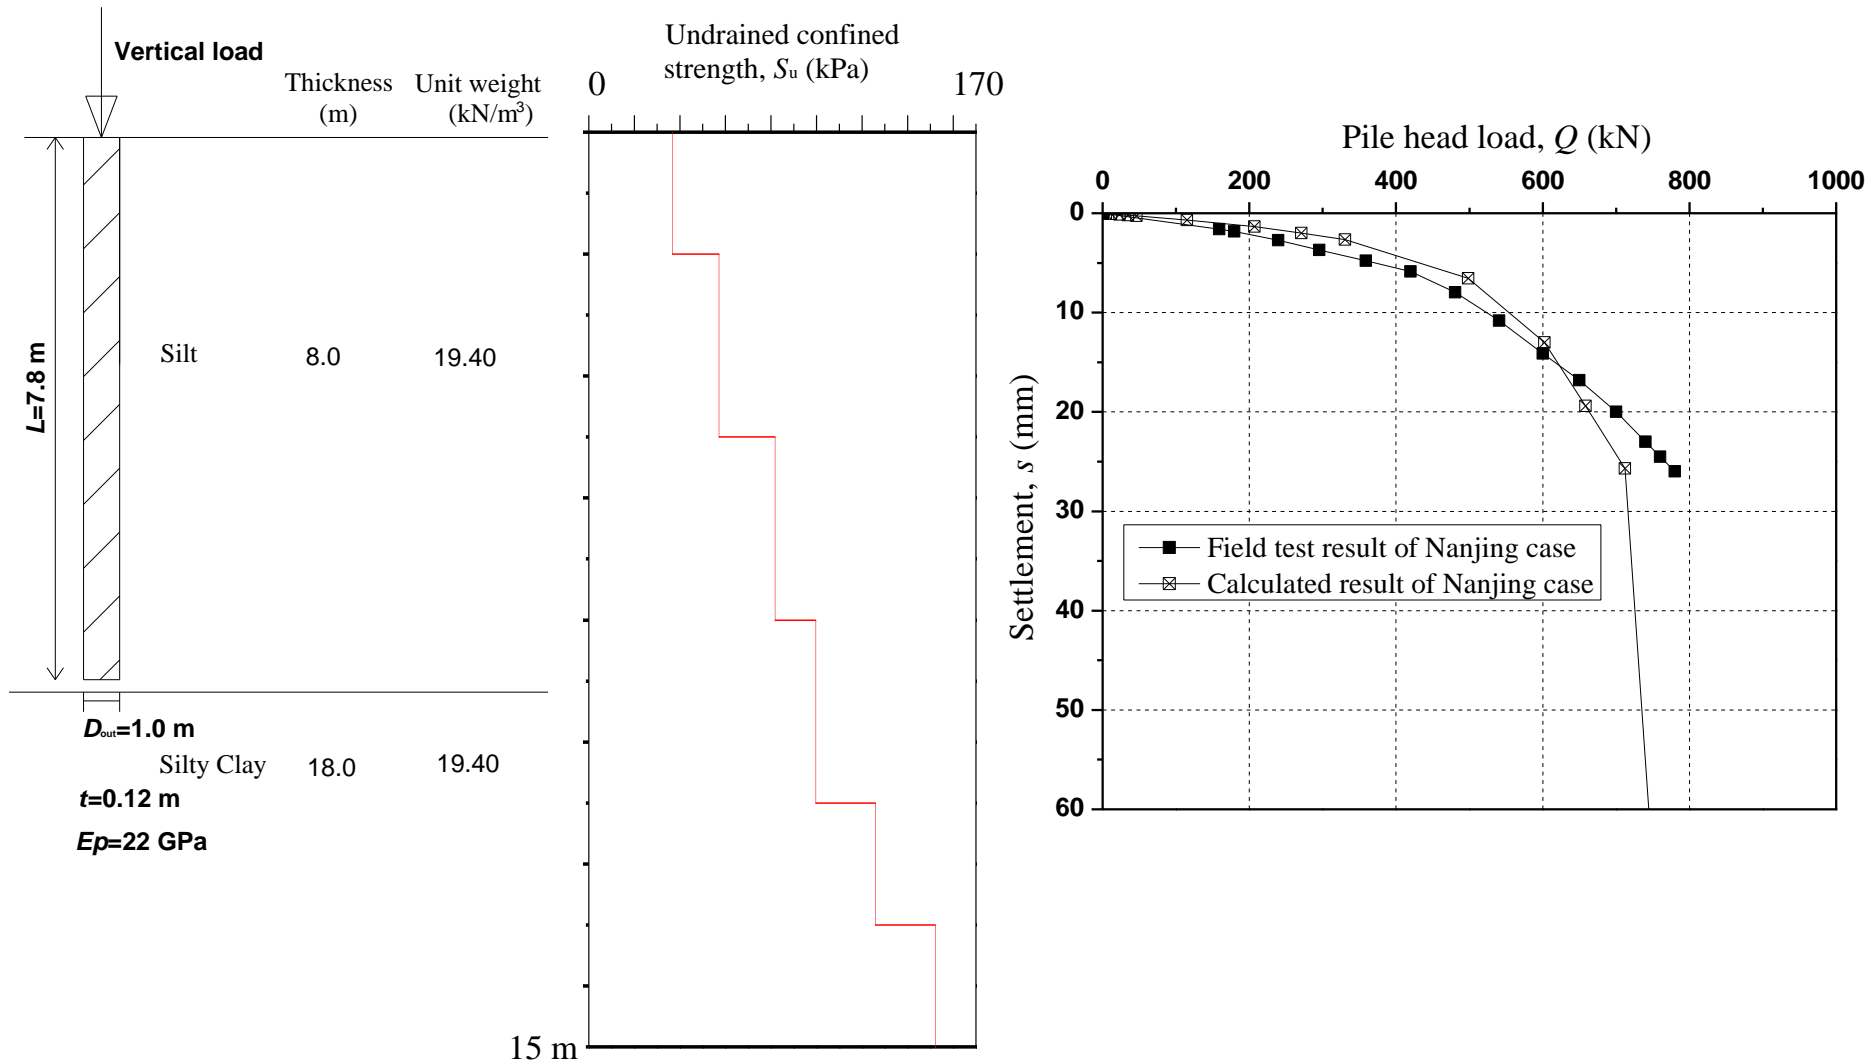 Vertical load
Thickness
(m)
Unit weight
(kN/m³)
L=7.8 m
Silt 8.0 19.40
Dout=1.0 m
Silty Clay 18.0 19.40
t=0.12 m
Ep=22 GPa
Undrained confined
strength, Su (kPa)
0 170
15 m
Pile head load, Q (kN)
0 200 400 600 800 1000
Settlement, s (mm)
0
10
20
30
40
50
60
Field test result of Nanjing case
Calculated result of Nanjing case